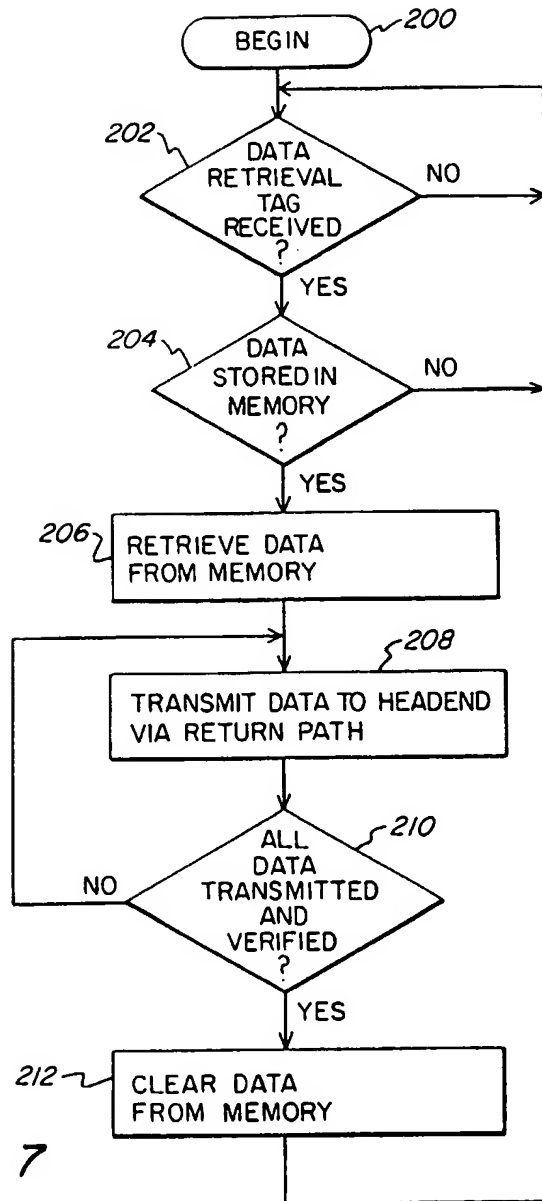 BEGIN
200
202
DATA
RETRIEVAL
TAG
RECEIVED
?
NO
YES
204
DATA
STORED IN
MEMORY
?
NO
YES
206
RETRIEVE DATA
FROM MEMORY
208
TRANSMIT DATA TO HEADEND
VIA RETURN PATH
210
ALL
DATA
TRANSMITTED
AND
VERIFIED
?
NO
YES
212
CLEAR DATA
FROM MEMORY
7